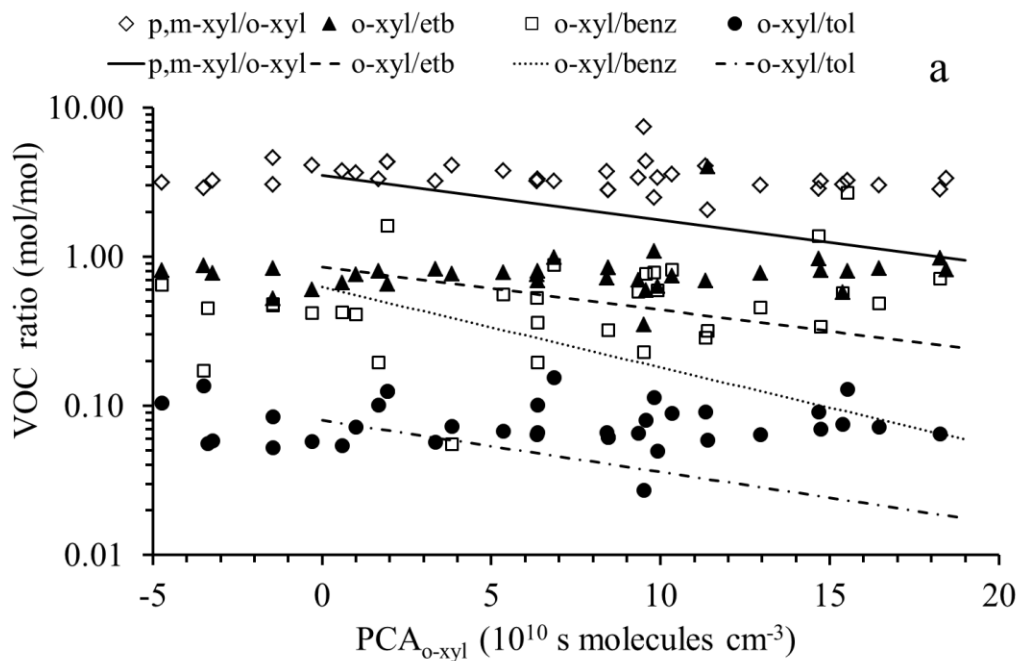 p,m-xyl/o-xyl o-xyl/etb o-xyl/benz o-xyl/tol
p,m-xyl/o-xyl o-xyl/etb o-xyl/benz o-xyl/tol
a
10.00
1.00
0.10
0.01
VOC ratio (mol/mol)
-5 0 5 10 15 20
PCAo-xyl (10¹⁰ s molecules cm⁻³)